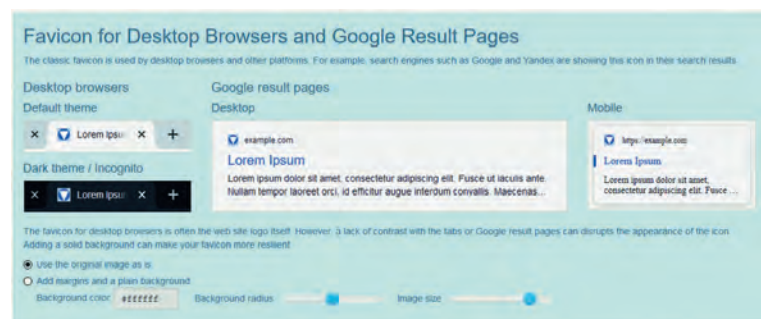 Favicon for Desktop Browsers and Google Result Pages
The classic favicon is used by desktop browsers and other platforms. For example, search engines such as Google and Yandex are showing this icon in their search results.
Desktop browsers
Google result pages
Default theme
Desktop
Mobile
× Lorem Ipsu × +
example.com
Lorem Ipsum
Lorem ipsum dolor sit amet, consectetur adipiscing elit. Fusce ut iaculis ante.
Nullam tempor laoreet orci, id efficitur augue interdum convallis. Maecenas...
https://example.com
Lorem Ipsum
Lorem ipsum dolor sit amet,
consectetur adipiscing elit. Fusce ...
Dark theme / Incognito
× Lorem Ipsu × +
The favicon for desktop browsers is often the web site logo itself. However, a lack of contrast with the tabs or Google result pages can disrupts the appearance of the icon.
Adding a solid background can make your favicon more resilient
Use the original image as is
Add margins and a plain background
Background color #ffffff Background radius Image size